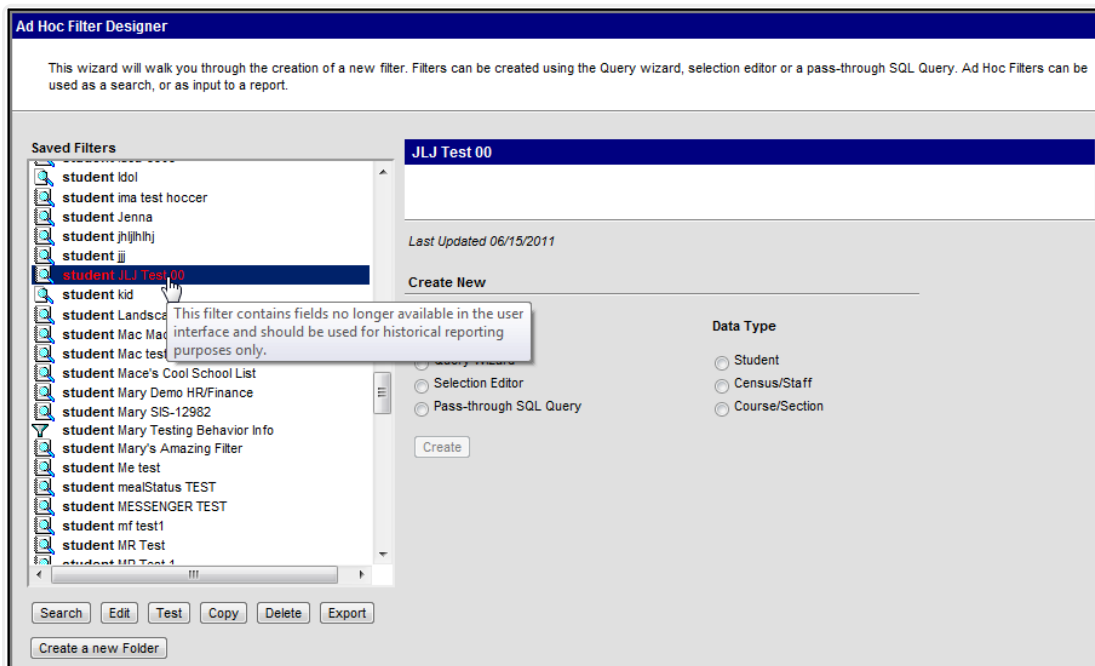 Ad Hoc Filter Designer
This wizard will walk you through the creation of a new filter. Filters can be created using the Query wizard, selection editor or a pass-through SQL Query. Ad Hoc Filters can be
used as a search, or as input to a report.
Saved Filters
student Idol
student ima test hoccer
student Jenna
student jhljlhlhj
student jjj
student JLJ Test 00
student kid
student Landsca
student Mac Mac
student Mac test
student Mace's Cool School List
student Mary Demo HR/Finance
student Mary SIS-12982
student Mary Testing Behavior Info
student Mary's Amazing Filter
student Me test
student mealStatus TEST
student MESSENGER TEST
student mf test1
student MR Test
student MR Test 1
Search Edit Test Copy Delete Export
Create a new Folder
This filter contains fields no longer available in the user
interface and should be used for historical reporting
purposes only.
JLJ Test 00
Last Updated 06/15/2011
Create New
Query Wizard
Selection Editor
Pass-through SQL Query
Create
Data Type
Student
Census/Staff
Course/Section